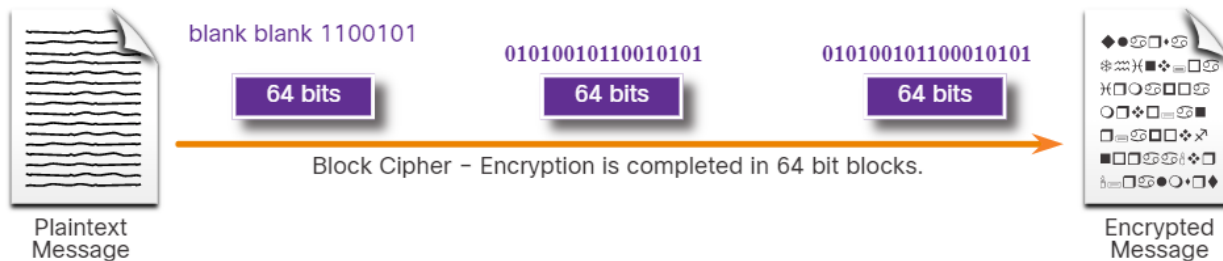 blank blank 1100101
01010010110010101
010100101100010101
64 bits
64 bits
64 bits
Block Cipher – Encryption is completed in 64 bit blocks.
Plaintext
Message
Encrypted
Message